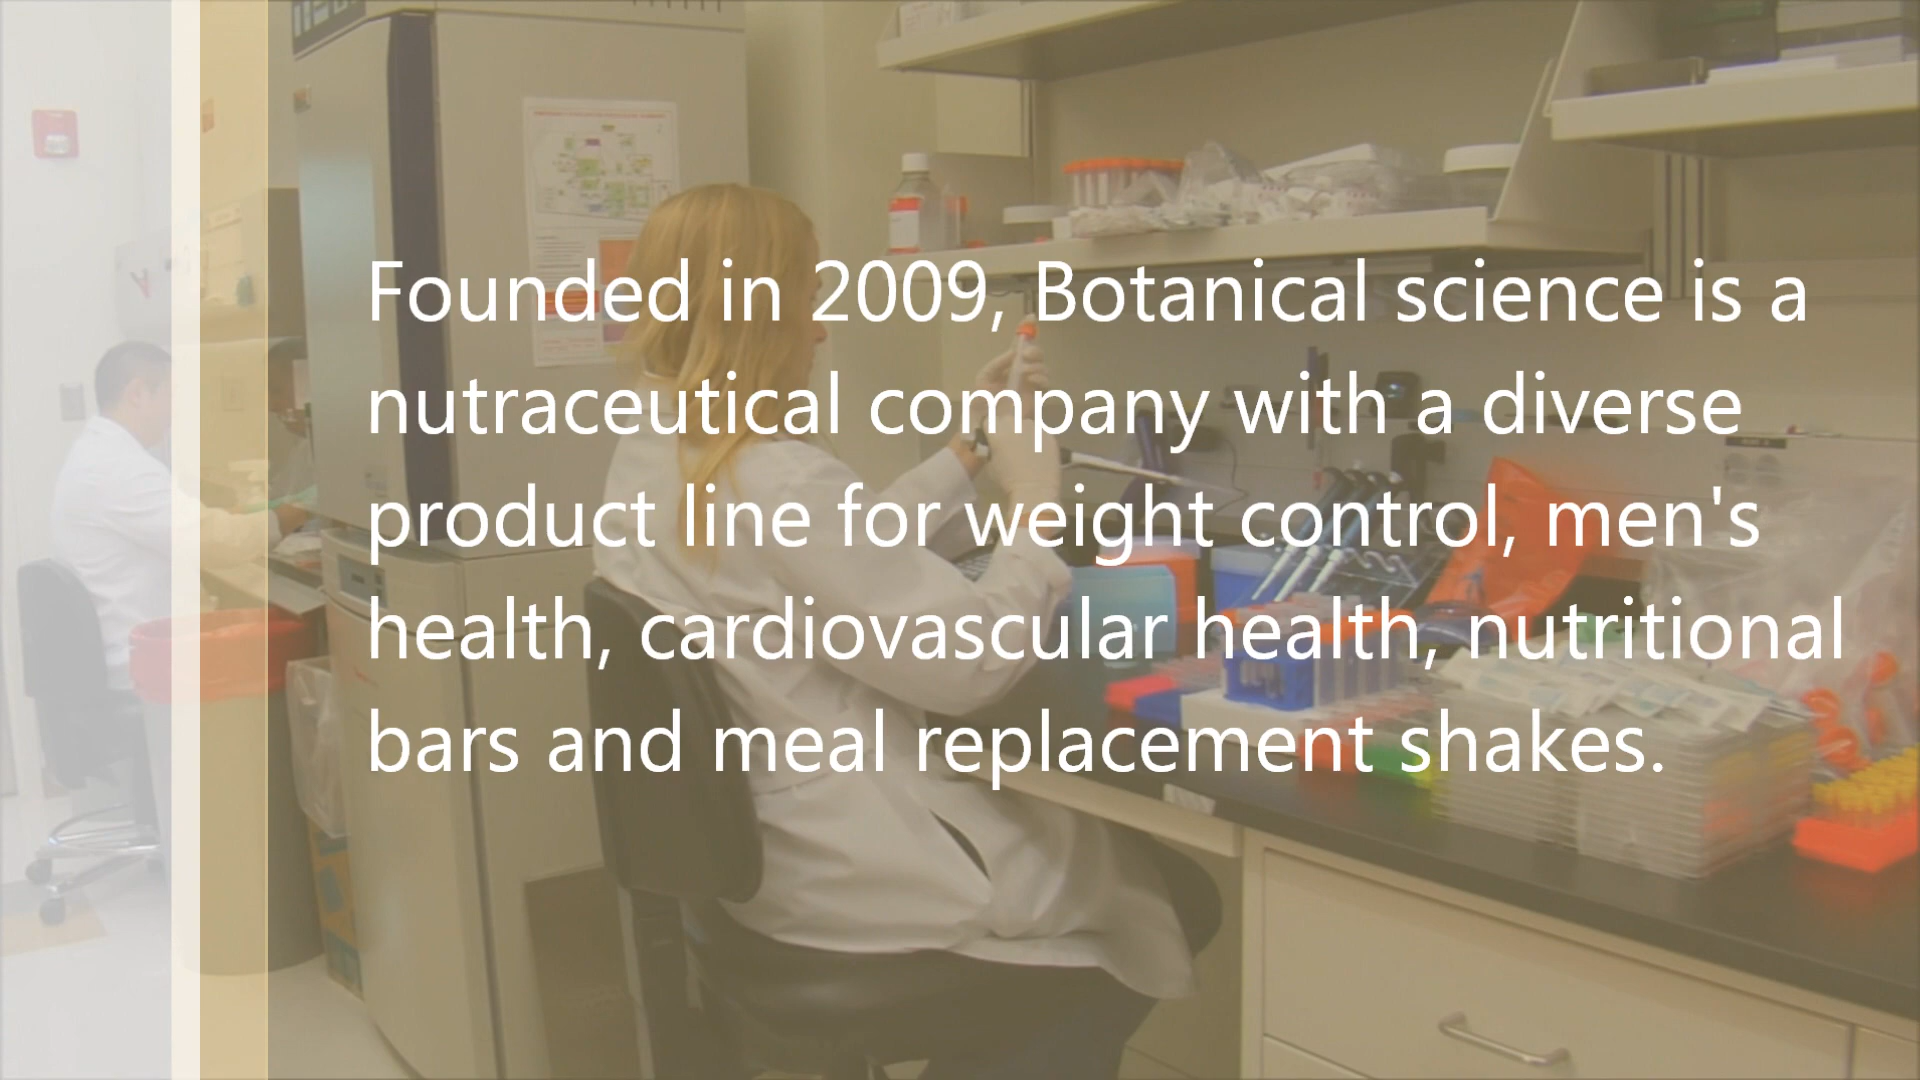 Founded in 2009, Botanical science is a
nutraceutical company with a diverse
product line for weight control, men's
health, cardiovascular health, nutritional
bars and meal replacement shakes.